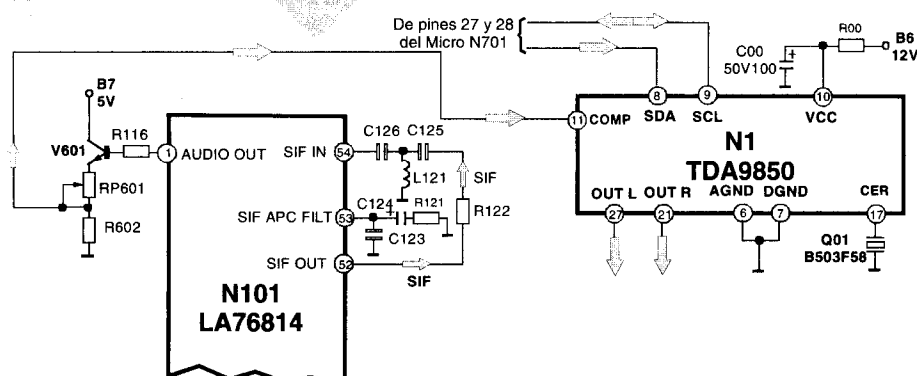 De pines 27 y 28
del Micro N701
R00
B6
12V
C00
50V100
+
B7
5V
8
9
10
11
COMP
SDA
SCL
VCC
N1
TDA9850
V601
R116
1
AUDIO OUT
SIF IN
54
C126
C125
L121
SIF
RP601
R602
SIF APC FILT
53
C124
+
R121
C123
R122
SIF OUT
52
SIF
N101
LA76814
OUT L
OUT R
AGND
DGND
CER
27
21
6
7
17
Q01
B503F58